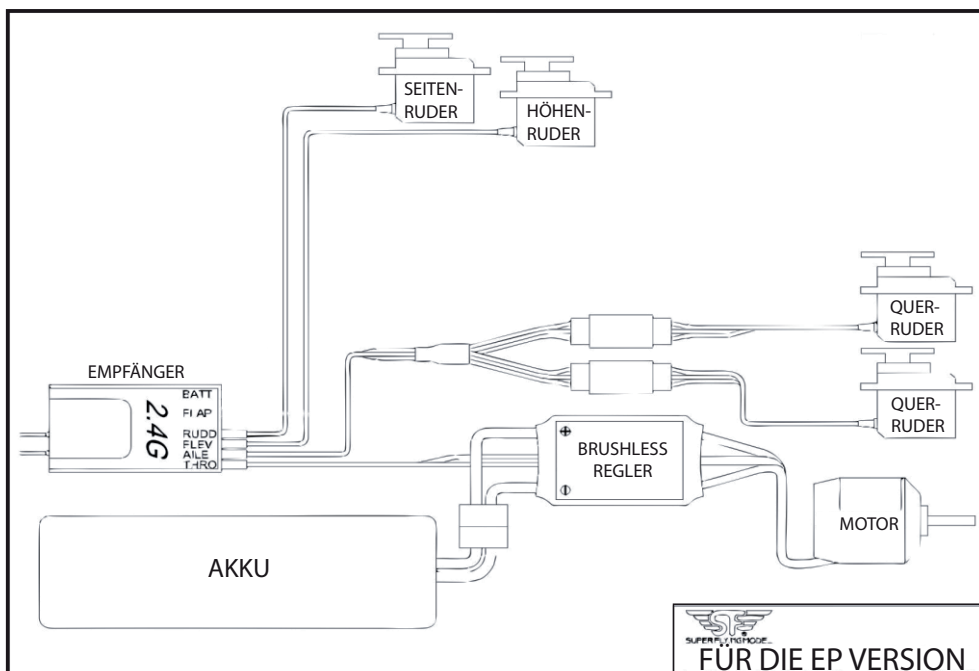 SEITEN-
RUDER
HÖHEN-
RUDER
QUER-
RUDER
QUER-
RUDER
EMPFÄNGER
BATT
FLAP
RUDD
ELEV
AILE
THRO
2.4G
BRUSHLESS
REGLER
MOTOR
AKKU
FÜR DIE EP VERSION